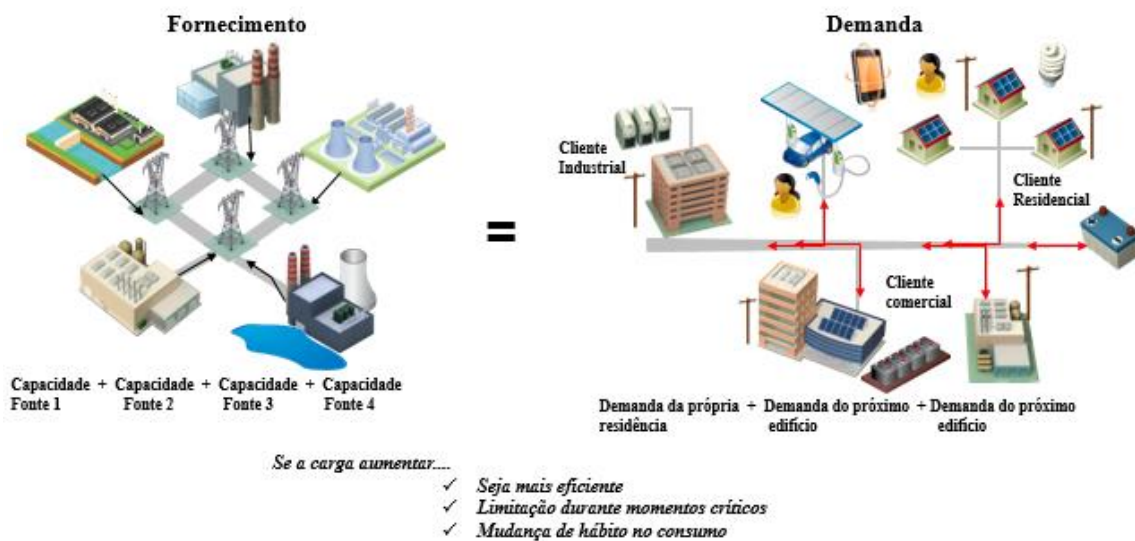 Fornecimento
Demanda
Cliente
Industrial
Cliente
Residencial
=
Cliente
comercial
Capacidade + Capacidade + Capacidade + Capacidade
Fonte 1 Fonte 2 Fonte 3 Fonte 4
Demanda da própria + Demanda do próximo + Demanda do próximo
residência edifício edifício
Se a carga aumentar....
✓ Seja mais eficiente
✓ Limitação durante momentos críticos
✓ Mudança de hábito no consumo